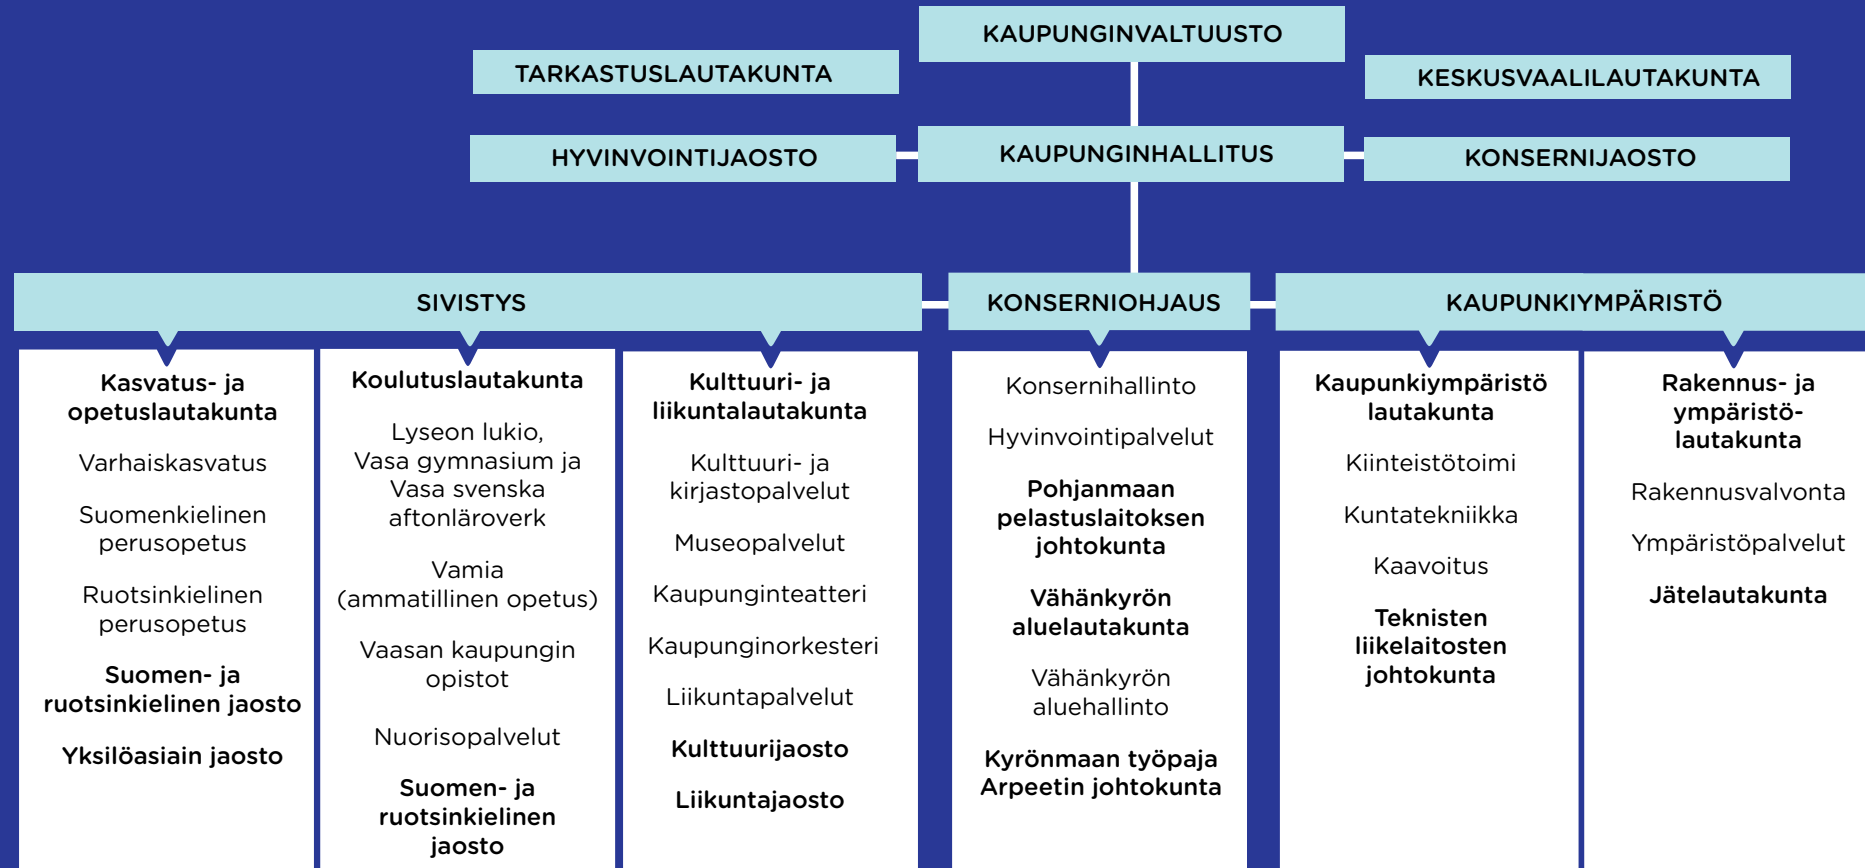 KAUPUNGINVALTUUSTO
TARKASTUSLAUTAKUNTA
KESKUSVAALILAUTAKUNTA
HYVINVOINTIJAOSTO
KAUPUNGINHALLITUS
KONSERNIJAOSTO
SIVISTYS
KONSERNIOHJAUS
KAUPUNKIYMPÄRISTÖ
Kasvatus- ja
opetuslautakunta
Varhaiskasvatus
Suomenkielinen
perusopetus
Ruotsinkielinen
perusopetus
Suomen- ja
ruotsinkielinen jaosto
Yksilöasiain jaosto
Koulutuslautakunta
Lyseon lukio,
Vasa gymnasium ja
Vasa svenska
aftonläroverk
Vamia
(ammatillinen opetus)
Vaasan kaupungin
opistot
Nuorisopalvelut
Suomen- ja
ruotsinkielinen
jaosto
Kulttuuri- ja
liikuntalautakunta
Kulttuuri- ja
kirjastopalvelut
Museopalvelut
Kaupunginteatteri
Kaupunginorkesteri
Liikuntapalvelut
Kulttuurijaosto
Liikuntajaosto
Konsernihallinto
Hyvinvointipalvelut
Pohjanmaan
pelastuslaitoksen
johtokunta
Vähänkyrön
aluelautakunta
Vähänkyrön
aluehallinto
Kyrönmaan työpaja
Arpeetin johtokunta
Kaupunkiympäristö
lautakunta
Kiinteistötoimi
Kuntatekniikka
Kaavoitus
Teknisten
liikelaitosten
johtokunta
Rakennus- ja
ympäristö-
lautakunta
Rakennusvalvonta
Ympäristöpalvelut
Jätelautakunta